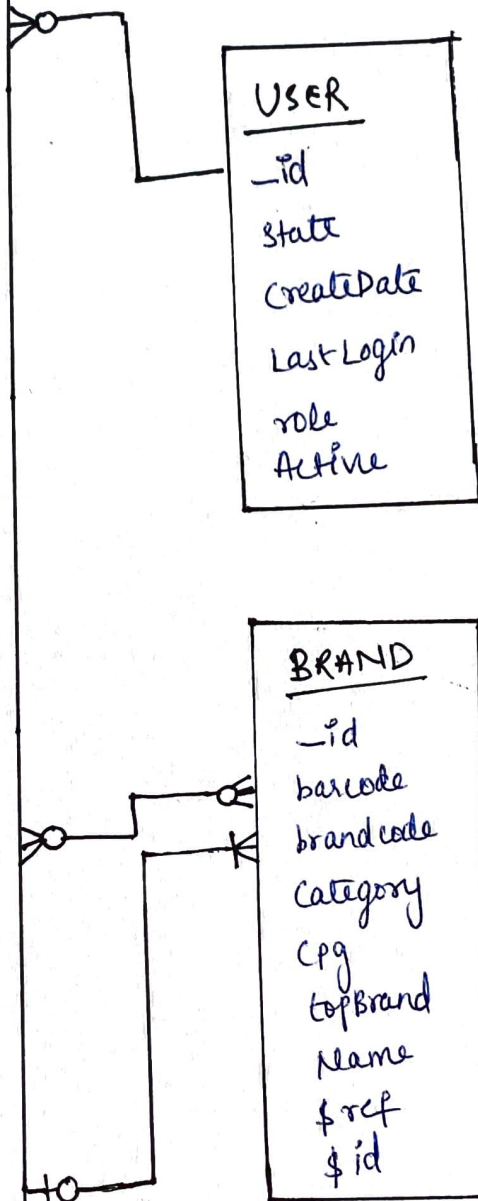 USER
_id
state
CreateDate
LastLogin
role
Active
BRAND
_id
barcode
brandcode
Category
Cpg
topBrand
Name
$ref
$id